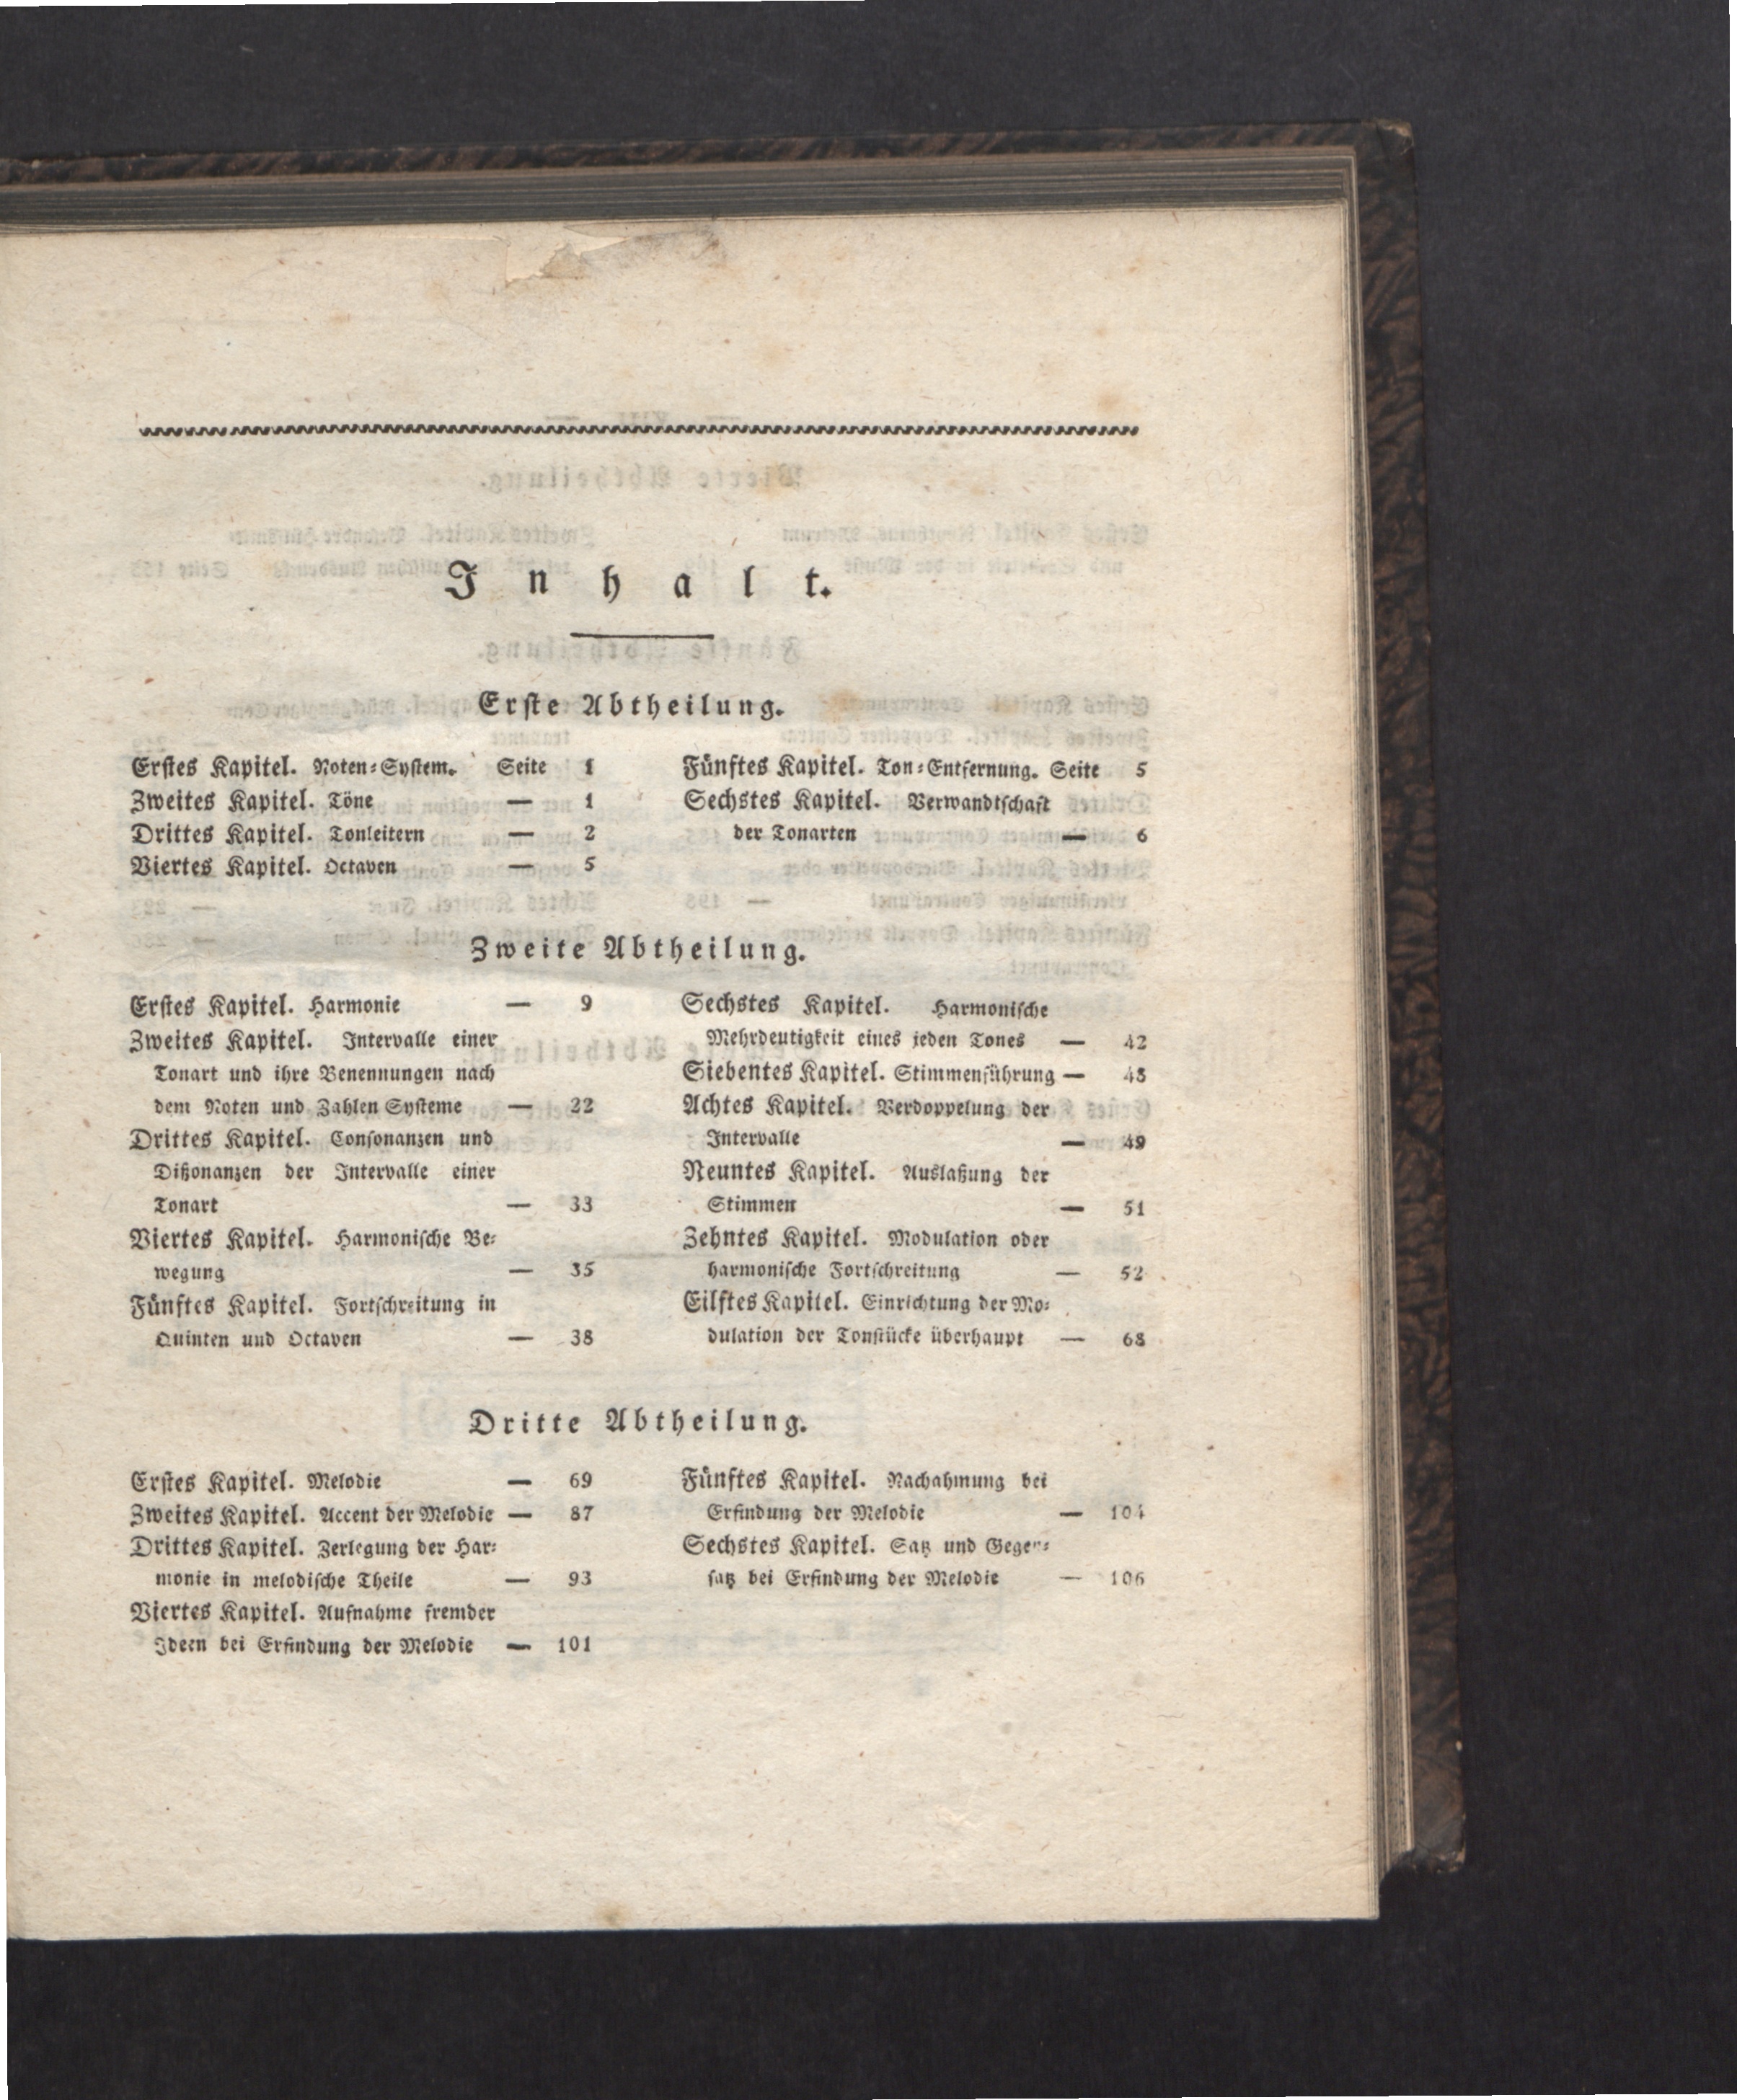 Inhalt.
Erste Abtheilung.
Erstes Kapitel. Noten-System. Seite 1
Zweites Kapitel. Töne — 1
Drittes Kapitel. Tonleitern — 2
Viertes Kapitel. Octaven — 5
Fünftes Kapitel. Ton-Entfernung. Seite 5
Sechstes Kapitel. Verwandtschaft
der Tonarten — 6
Zweite Abtheilung.
Erstes Kapitel. Harmonie — 9
Zweites Kapitel. Intervalle einer
Tonart und ihre Benennungen nach
dem Noten und Zahlen Systeme — 22
Drittes Kapitel. Consonanzen und
Dißonanzen der Intervalle einer
Tonart — 33
Viertes Kapitel. Harmonische Be-
wegung — 35
Fünftes Kapitel. Fortschreitung in
Quinten und Octaven — 38
Sechstes Kapitel. Harmonische
Mehrdeutigkeit eines jeden Tones — 42
Siebentes Kapitel. Stimmenführung —
Achtes Kapitel. Verdoppelung der
Intervalle — 49
Neuntes Kapitel. Auslaßung der
Stimmen — 51
Zehntes Kapitel. Modulation oder
harmonische Fortschreitung — 52
Eilftes Kapitel. Einrichtung der Mo-
dulation der Tonstücke überhaupt — 68
Dritte Abtheilung.
Erstes Kapitel. Melodie — 69
Zweites Kapitel. Accent der Melodie — 87
Drittes Kapitel. Zerlegung der Har-
monie in melodische Theile — 93
Viertes Kapitel. Aufnahme fremder
Ideen bei Erfindung der Melodie — 101
Fünftes Kapitel. Nachahmung bei
Erfindung der Melodie — 104
Sechstes Kapitel. Satz und Gegen-
satz bei Erfindung der Melodie — 106